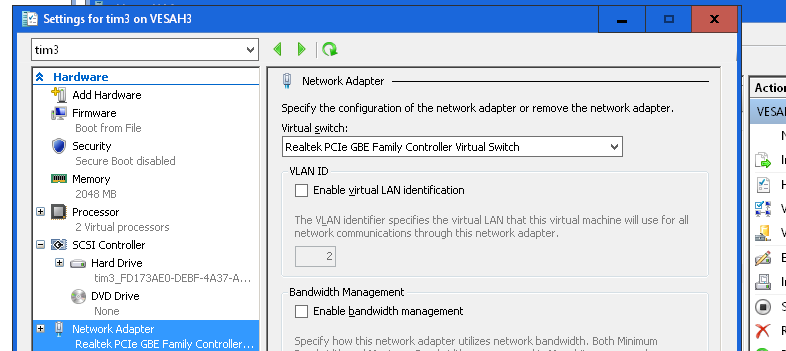 Settings for tim3 on VESAH3
tim3
Hardware
Add Hardware
Firmware
Boot from File
Security
Secure Boot disabled
Memory
2048 MB
Processor
2 Virtual processors
SCSI Controller
Hard Drive
tim3_FD173AE0-DEBF-4A37-A...
DVD Drive
None
Network Adapter
Realtek PCIe GBE Family Controller...
Network Adapter
Specify the configuration of the network adapter or remove the network adapter.
Virtual switch:
Realtek PCIe GBE Family Controller Virtual Switch
VLAN ID
Enable virtual LAN identification
The VLAN identifier specifies the virtual LAN that this virtual machine will use for all
network communications through this network adapter.
2
Bandwidth Management
Enable bandwidth management
Specify how this network adapter utilizes network bandwidth. Both Minimum
Actio
VESA